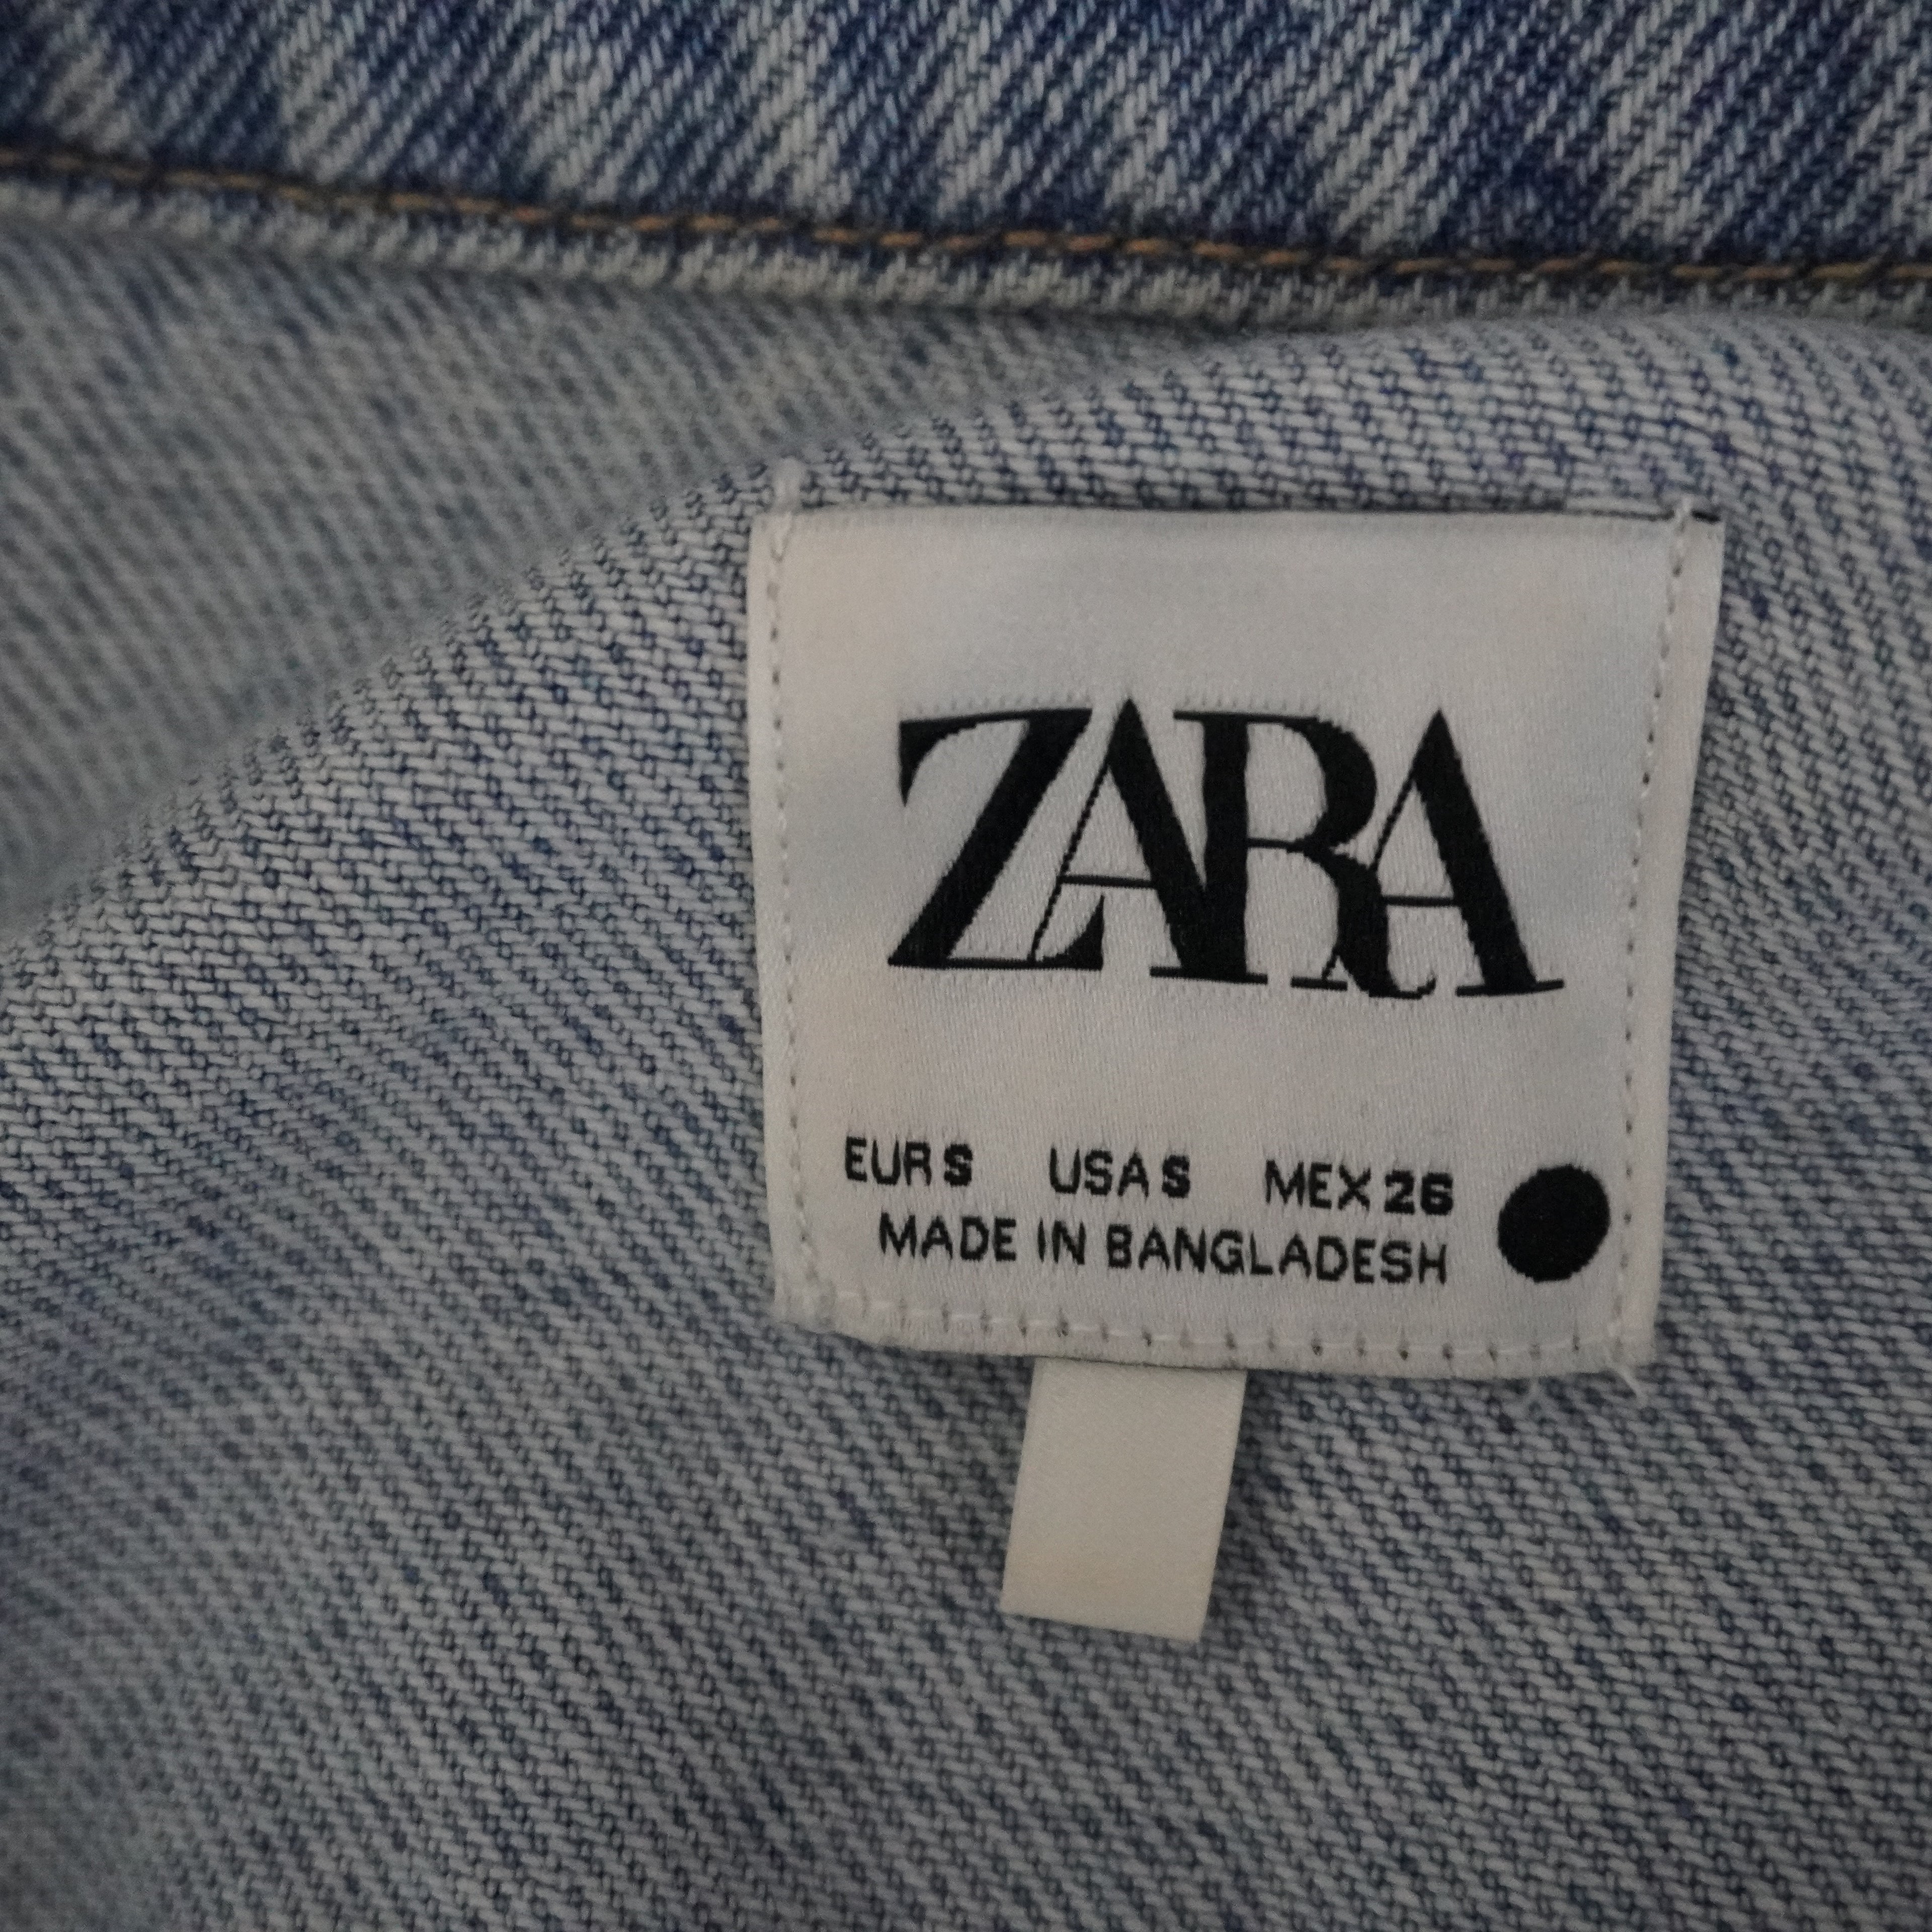 ZARA
EUR S USA S MEX 26
MADE IN BANGLADESH